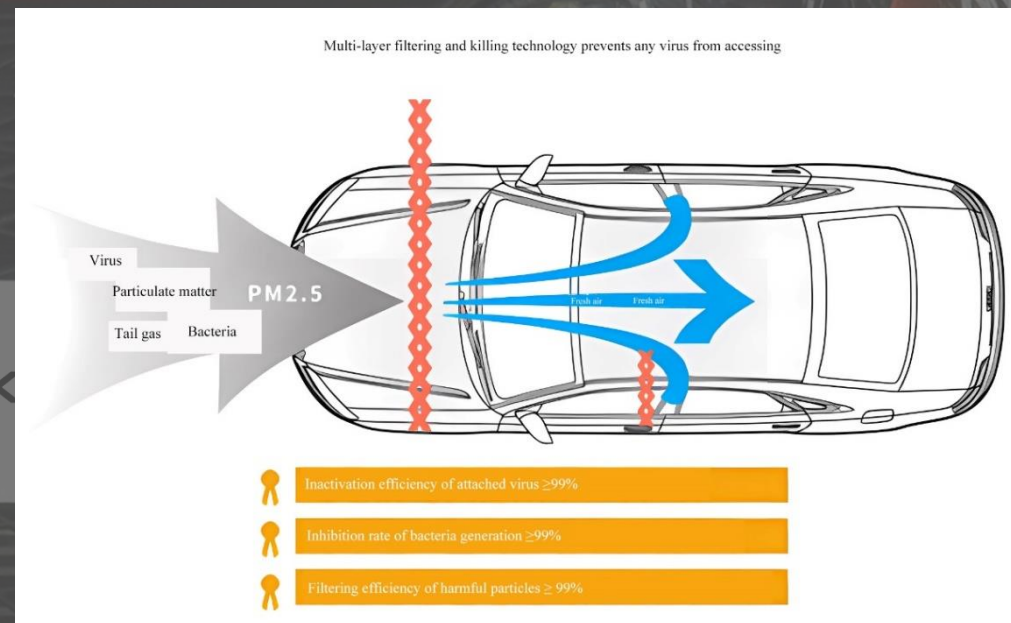 Multi-layer filtering and killing technology prevents any virus from accessing
Virus
Particulate matter
PM2.5
Tail gas
Bacteria
Fresh air
Fresh air
Inactivation efficiency of attached virus ≥99%
Inhibition rate of bacteria generation ≥99%
Filtering efficiency of harmful particles ≥ 99%